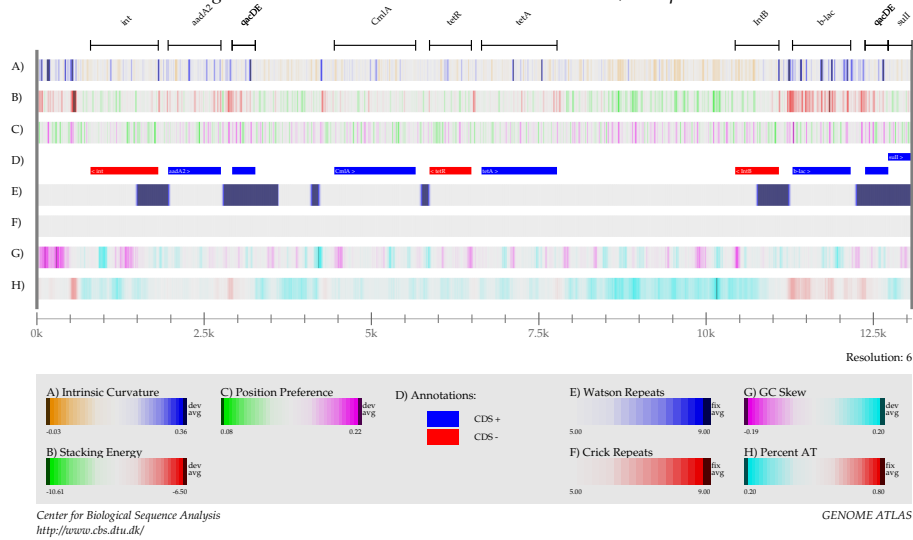 int
aadA2
qacDE
CmlA
tetR
tetA
IntB
b-lac
qacDE
sulI
A)
B)
C)
D)
< int
aadA2 >
CmlA >
< tetR
tetA >
< IntB
b-lac >
sulI >
E)
F)
G)
H)
0k
2.5k
5k
7.5k
10k
12.5k
Resolution: 6
A) Intrinsic Curvature
dev
avg
-0.03
0.36
B) Stacking Energy
dev
avg
-10.61
-6.50
C) Position Preference
dev
avg
0.08
0.22
D) Annotations:
CDS +
CDS -
E) Watson Repeats
fix
avg
5.00
9.00
F) Crick Repeats
fix
avg
5.00
9.00
G) GC Skew
dev
avg
-0.19
0.20
H) Percent AT
fix
avg
0.20
0.80
Center for Biological Sequence Analysis
http://www.cbs.dtu.dk/
GENOME ATLAS